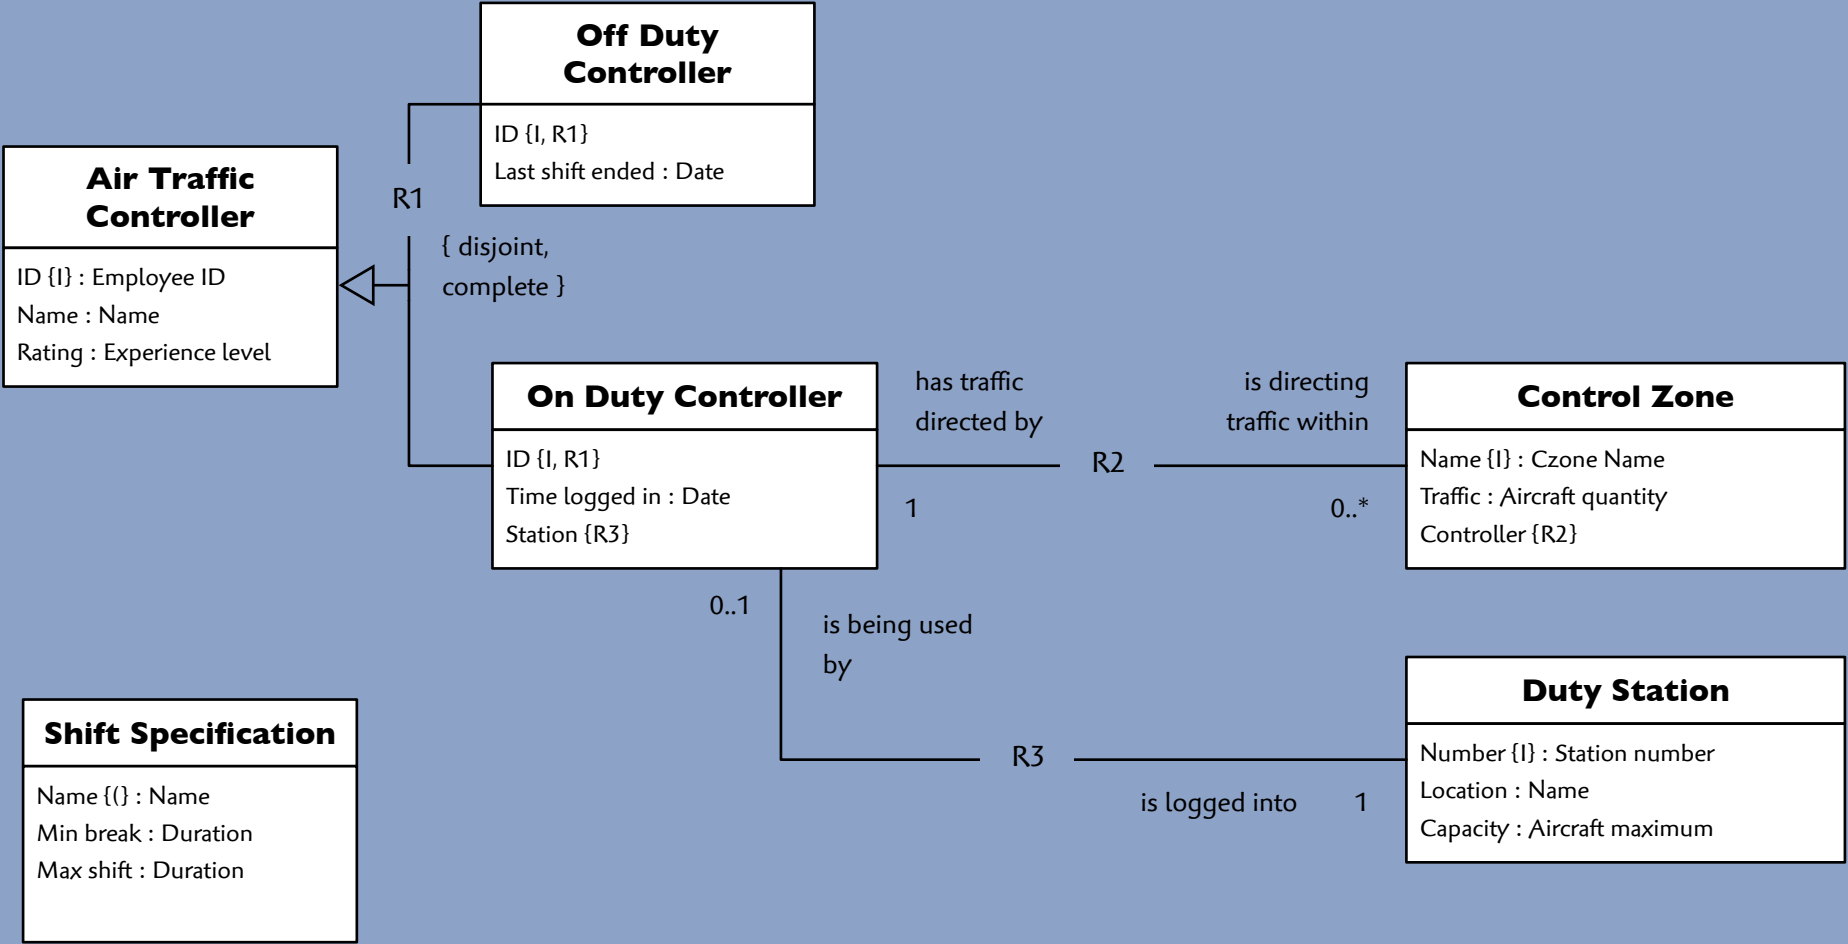 Off Duty
Controller
ID {I, R1}
Last shift ended : Date
Air Traffic
Controller
ID {I} : Employee ID
Name : Name
Rating : Experience level
R1
{ disjoint,
complete }
On Duty Controller
ID {I, R1}
Time logged in : Date
Station {R3}
has traffic
directed by
R2
is directing
traffic within
1
0..*
Control Zone
Name {I} : Czone Name
Traffic : Aircraft quantity
Controller {R2}
0..1
is being used
by
R3
is logged into
1
Duty Station
Number {I} : Station number
Location : Name
Capacity : Aircraft maximum
Shift Specification
Name {(} : Name
Min break : Duration
Max shift : Duration